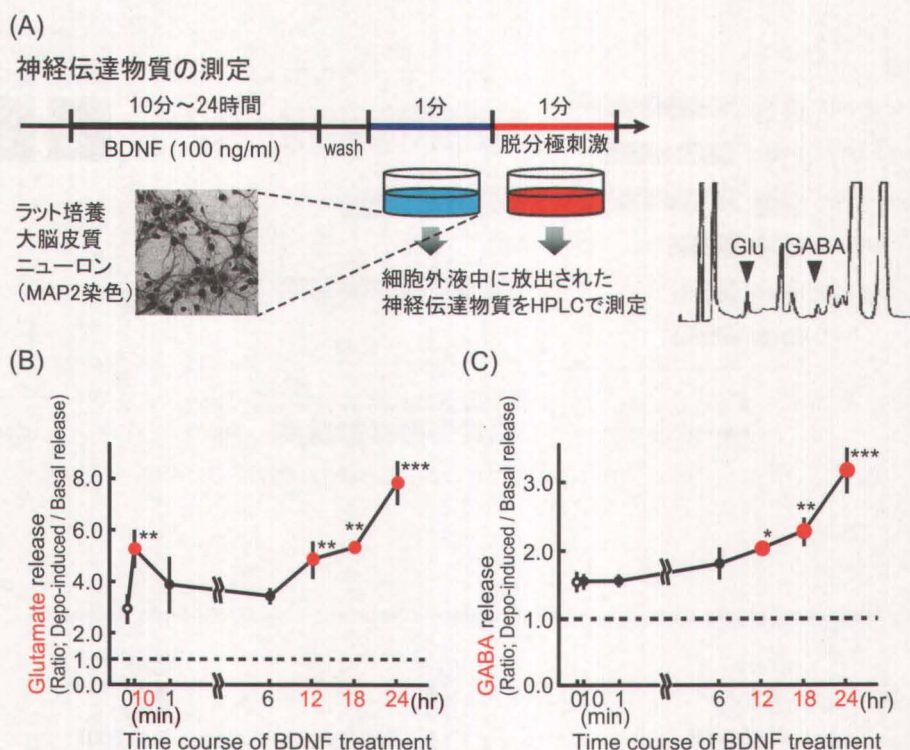 (A)
神経伝達物質の測定
10分～24時間
1分
1分
BDNF (100 ng/ml)
wash
脱分極刺激
ラット培養
大脳皮質
ニューロン
(MAP2染色)
細胞外液中に放出された
神経伝達物質をHPLCで測定
Glu
GABA
(B)
Glutamate release
(Ratio; Depo-induced / Basal release)
8.0
6.0
4.0
2.0
1.0
0.0
**
**
**
***
0 10 1 6 12 18 24 (hr)
(min)
Time course of BDNF treatment
(C)
GABA release
(Ratio; Depo-induced / Basal release)
3.0
2.0
1.0
0.0
*
**
***
0 10 1 6 12 18 24 (hr)
(min)
Time course of BDNF treatment